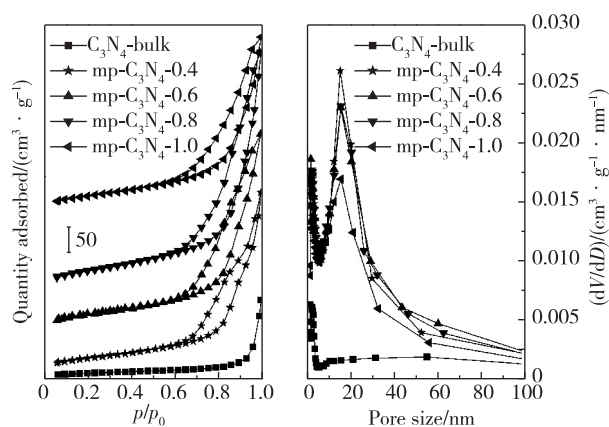 C₃N₄-bulk
mp-C₃N₄-0.4
mp-C₃N₄-0.6
mp-C₃N₄-0.8
mp-C₃N₄-1.0
50
Quantity adsorbed/(cm³·g⁻¹)
0 0.2 0.4 0.6 0.8 1.0
p/p₀
C₃N₄-bulk
mp-C₃N₄-0.4
mp-C₃N₄-0.6
mp-C₃N₄-0.8
mp-C₃N₄-1.0
0.030
0.025
0.020
0.015
0.010
0.005
0
(dV/dD)/(cm³·g⁻¹·nm⁻¹)
0 20 40 60 80 100
Pore size/nm